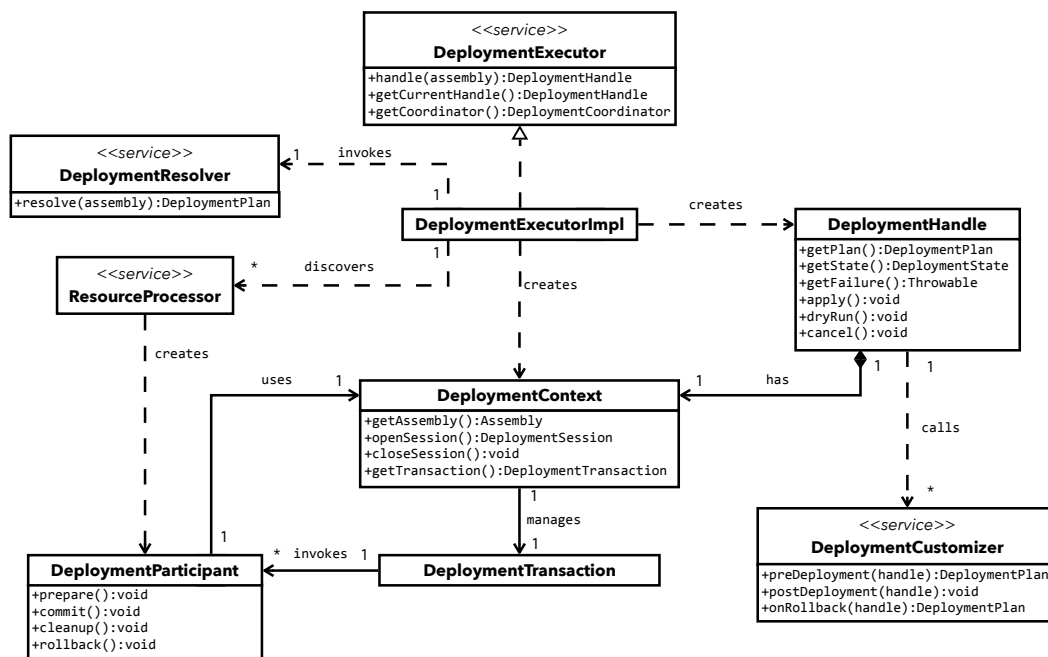 <<service>>
DeploymentExecutor
+handle(assembly):DeploymentHandle
+getCurrentHandle():DeploymentHandle
+getCoordinator():DeploymentCoordinator
<<service>>
DeploymentResolver
+resolve(assembly):DeploymentPlan
1
invokes
1
DeploymentExecutorImpl
1
creates
DeploymentHandle
+getPlan():DeploymentPlan
+getState():DeploymentState
+getFailure():Throwable
+apply():void
+dryRun():void
+cancel():void
<<service>>
ResourceProcessor
*
discovers
creates
creates
uses
1
DeploymentContext
+getAssembly():Assembly
+openSession():DeploymentSession
+closeSession():void
+getTransaction():DeploymentTransaction
1
has
1
1
calls
*
1
manages
1
<<service>>
DeploymentCustomizer
+preDeployment(handle):DeploymentPlan
+postDeployment(handle):void
+onRollback(handle):DeploymentPlan
1
DeploymentParticipant
+prepare():void
+commit():void
+cleanup():void
+rollback():void
*
invokes
1
DeploymentTransaction